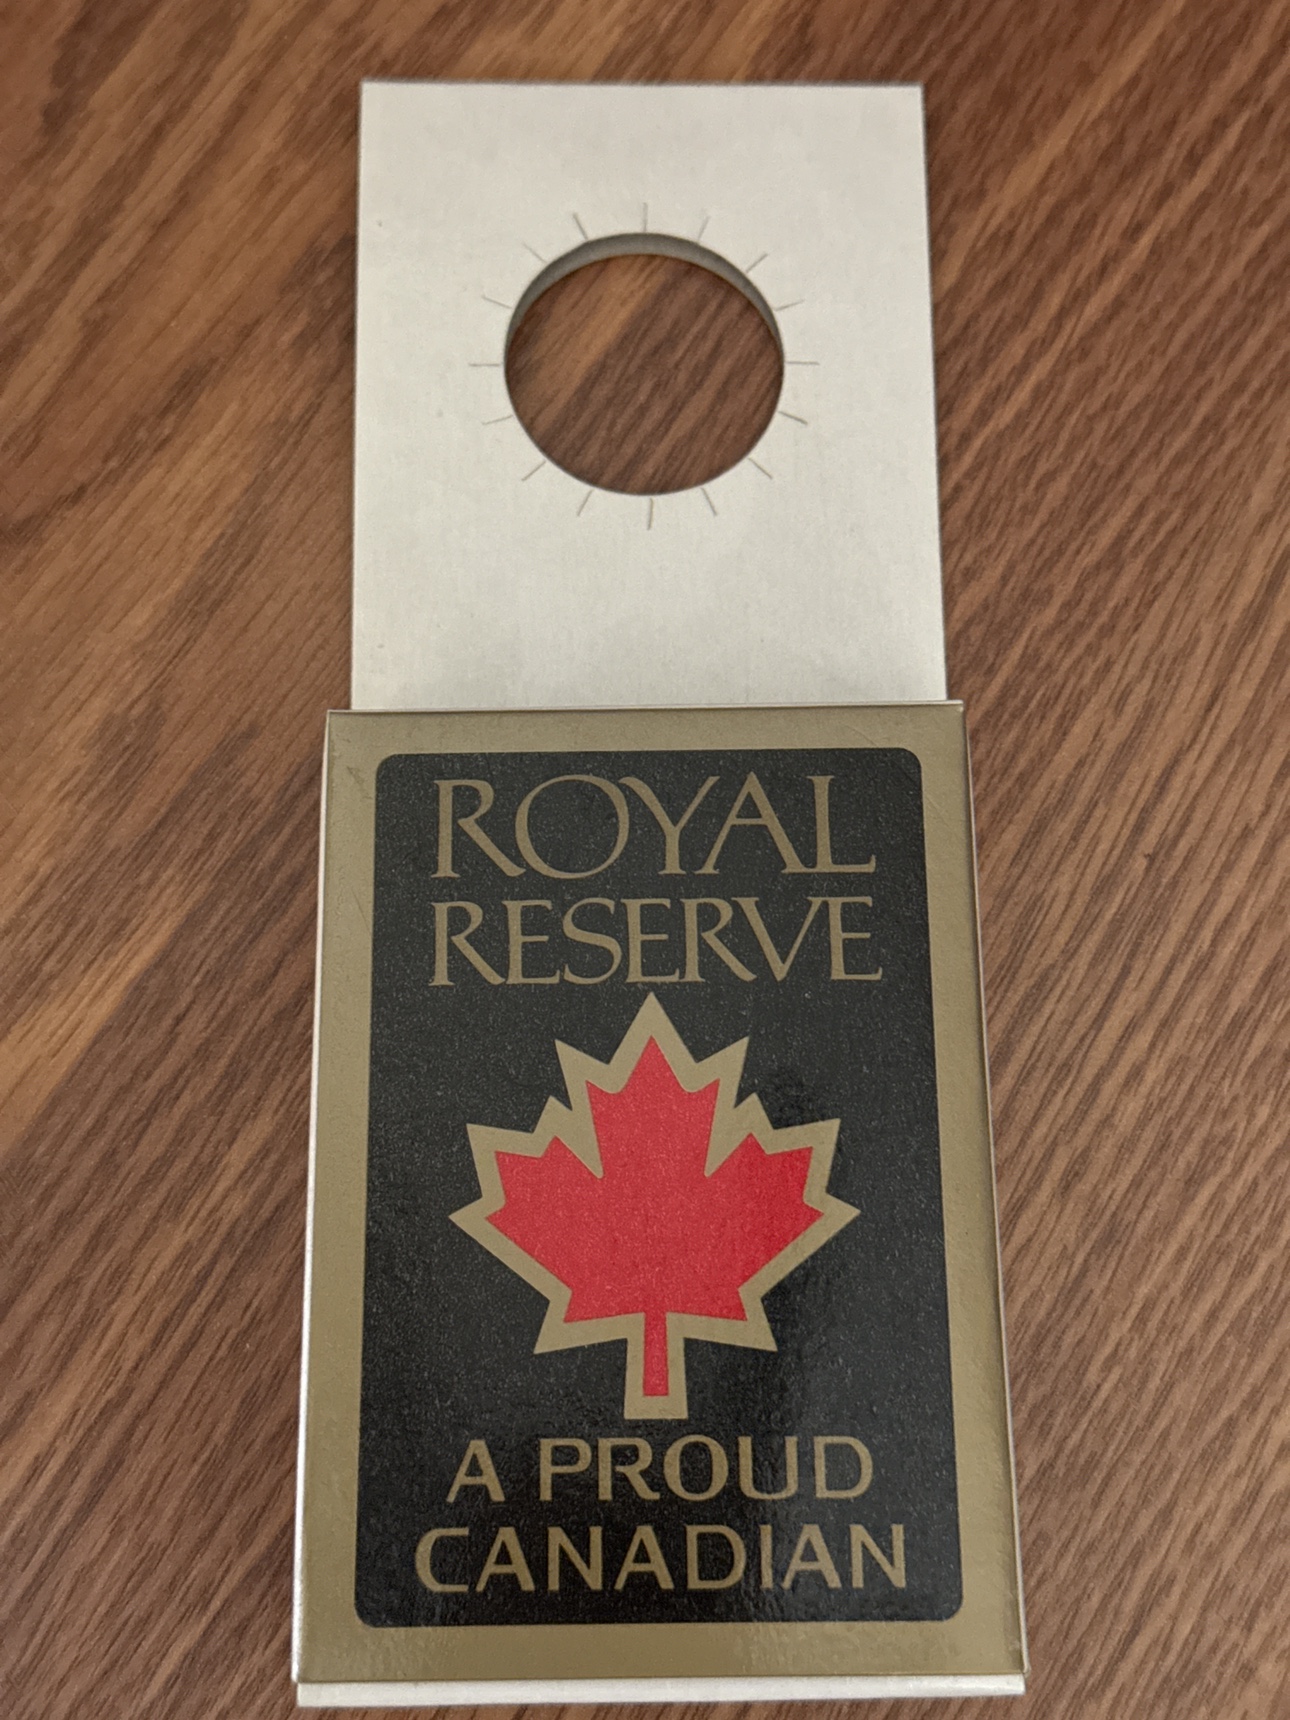 ROYAL
RESERVE
A PROUD
CANADIAN